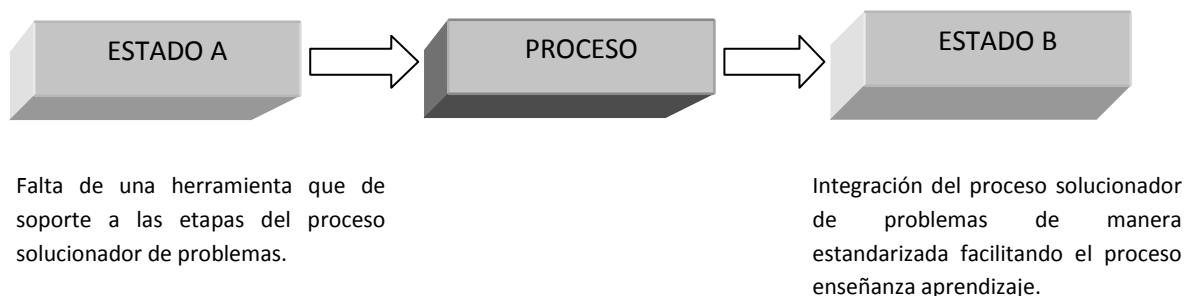 ESTADO A
PROCESO
ESTADO B
Falta de una herramienta que de
soporte a las etapas del proceso
solucionador de problemas.
Integración del proceso solucionador
de problemas de manera
estandarizada facilitando el proceso
enseñanza aprendizaje.